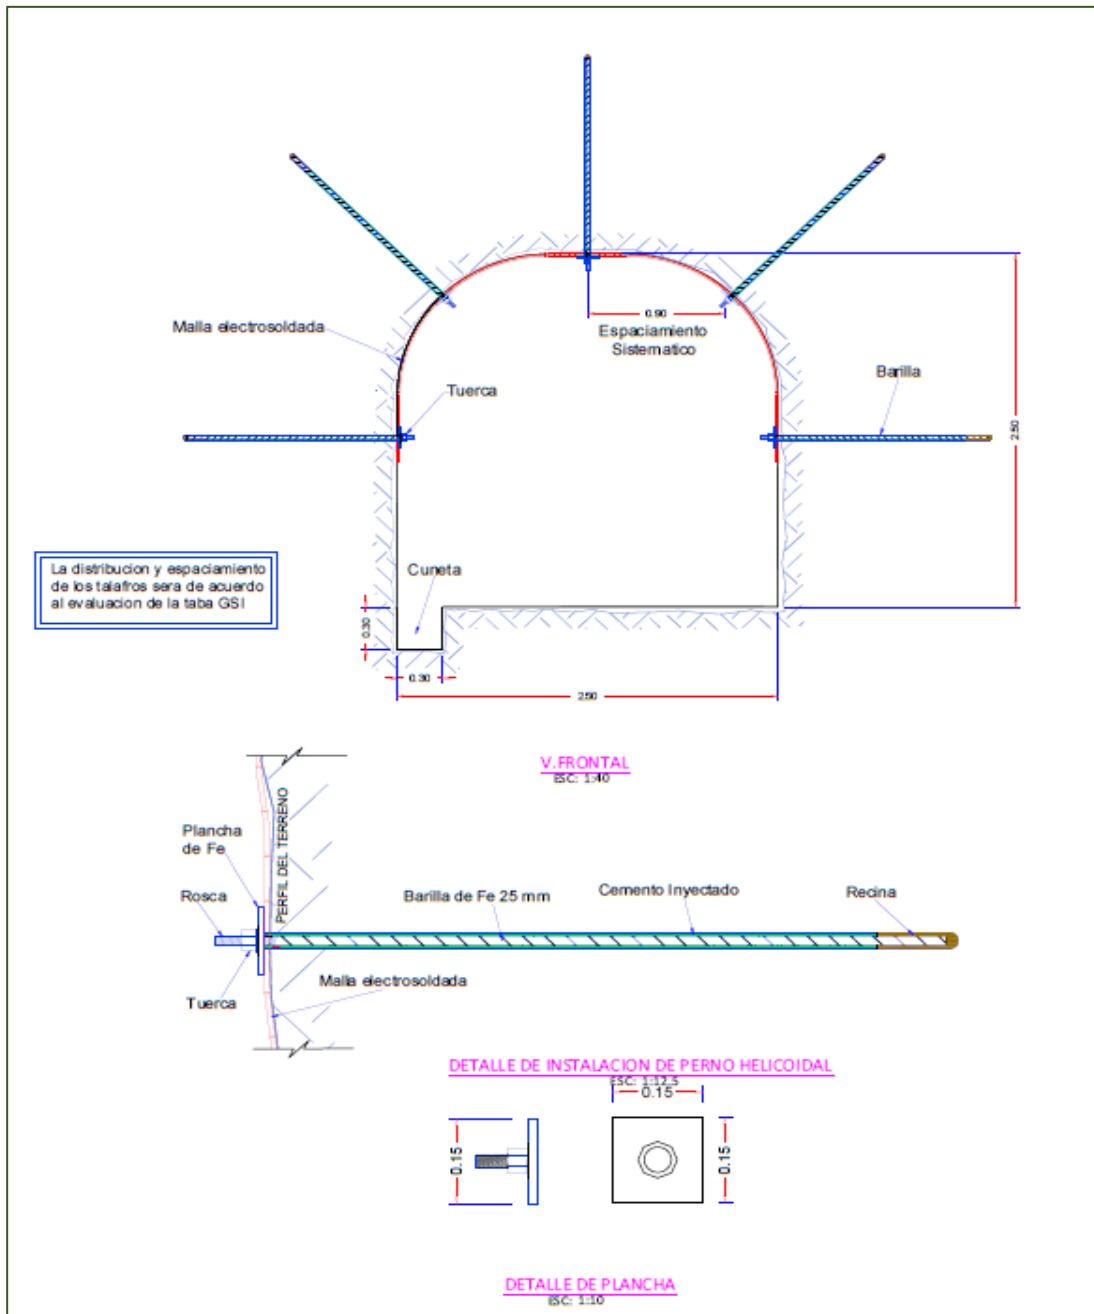 0.90
Espaciamiento
Sistematico
Malla electrosoldada
Tuerca
Barilla
2.50
La distribucion y espaciamiento
de los talafros sera de acuerdo
al evaluacion de la taba GSI
Cuneta
0.30
0.30
2.50
V.FRONTAL
ESC: 1:40
PERFIL DEL TERRENO
Plancha
de Fe
Rosca
Barilla de Fe 25 mm
Cemento Inyectado
Recina
Tuerca
Malla electrosoldada
DETALLE DE INSTALACION DE PERNO HELICOIDAL
ESC: 1:12.5
0.15
0.15
0.15
DETALLE DE PLANCHA
ESC: 1:10